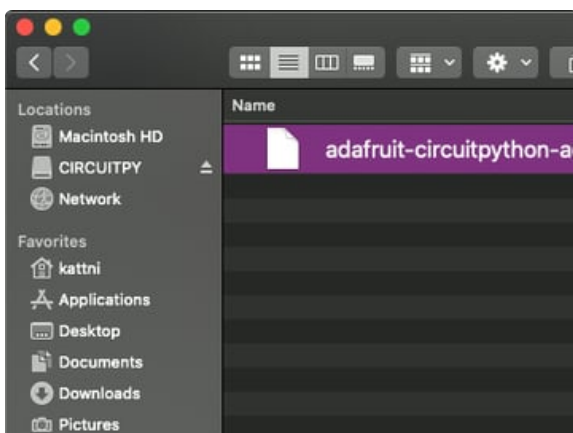 Locations
Macintosh HD
CIRCUITPY
Network
Favorites
kattni
Applications
Desktop
Documents
Downloads
Pictures
Name
adafruit-circuitpython-a